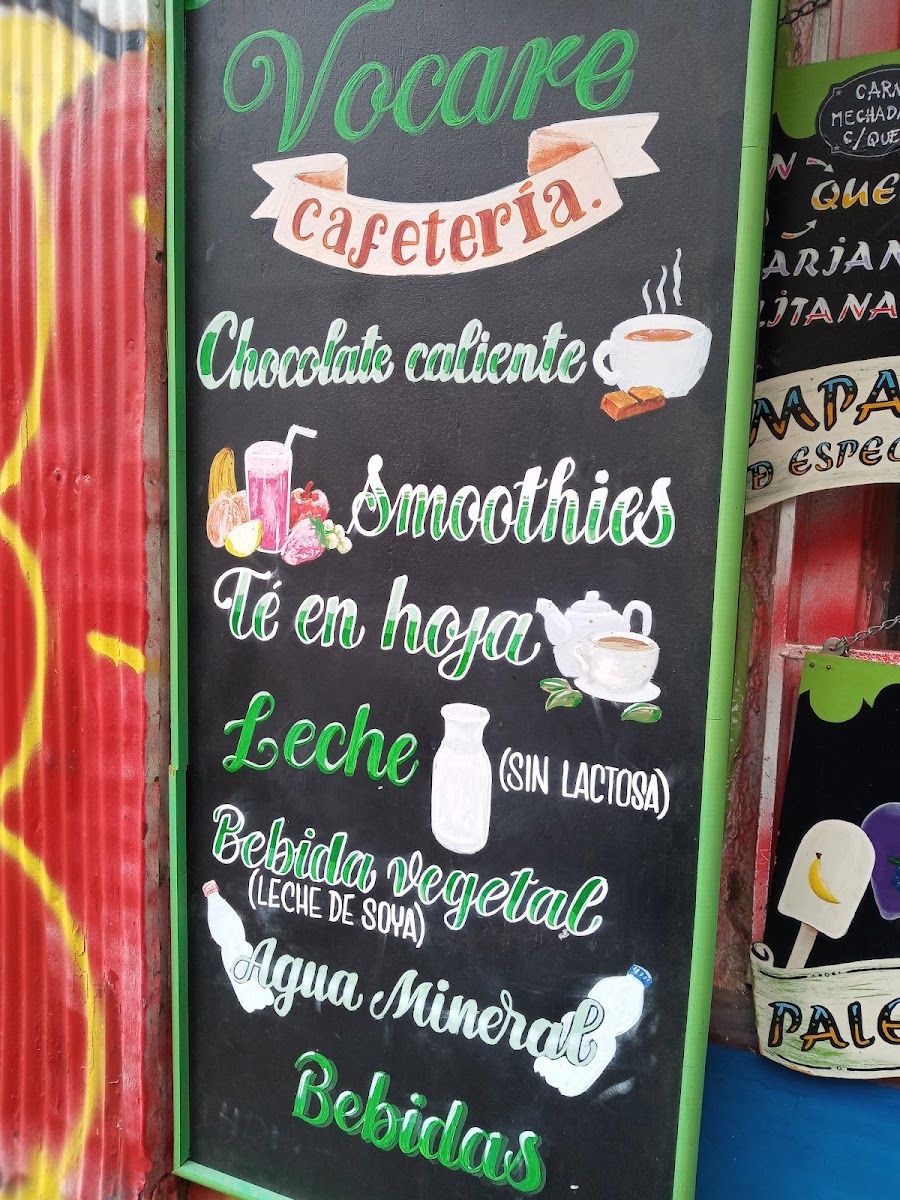 Vocare
cafetería.
Chocolate caliente
Smoothies
Té en hoja
Leche
(SIN LACTOSA)
Bebida vegetal
(LECHE DE SOYA)
Agua Mineral
Bebidas
C/QUE